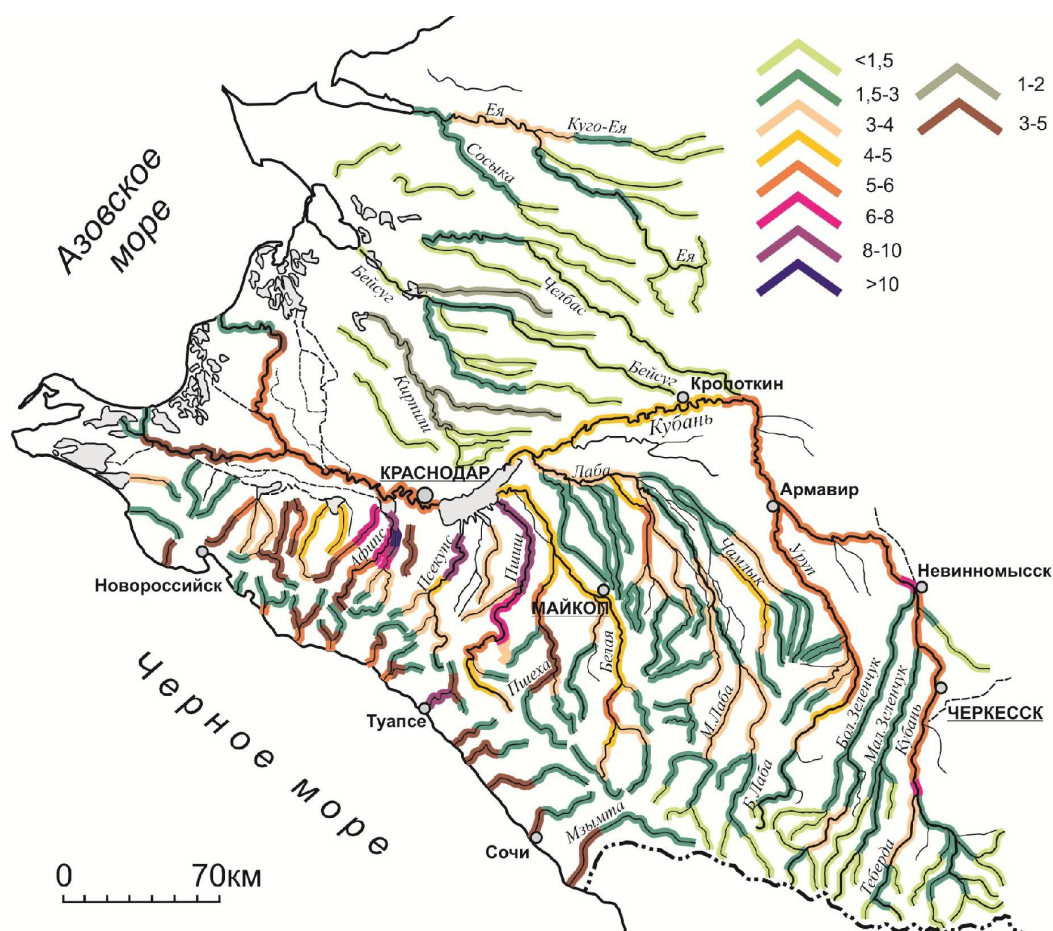 <1,5
1,5-3
3-4
4-5
5-6
6-8
8-10
>10
1-2
3-5
Ея
Куго-Ея
Сосыка
Азовское
море
Ея
Бейсуг
Челбас
Бейсуг
Кропоткин
Кирпили
Кубань
КРАСНОДАР
Лаба
Армавир
Афипс
Псекупс
Пшиш
Чамлык
Уруп
Новороссийск
Невинномысск
МАЙКОП
Белая
Пшеха
М.Лаба
Бол.Зеленчук
Мал.Зеленчук
Кубань
ЧЕРКЕССК
Туапсе
Черное море
Б.Лаба
Мзымта
Сочи
Теберда
0 70км